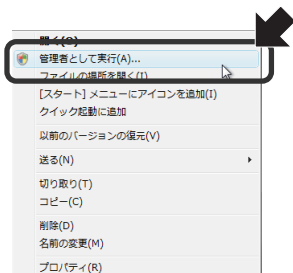 開く(O)
管理者として実行(A)...
ファイルの場所を開く(I)
[スタート] メニューにアイコンを追加(I)
クイック起動に追加
以前のバージョンの復元(V)
送る(N)
切り取り(T)
コピー(C)
削除(D)
名前の変更(M)
プロパティ(R)